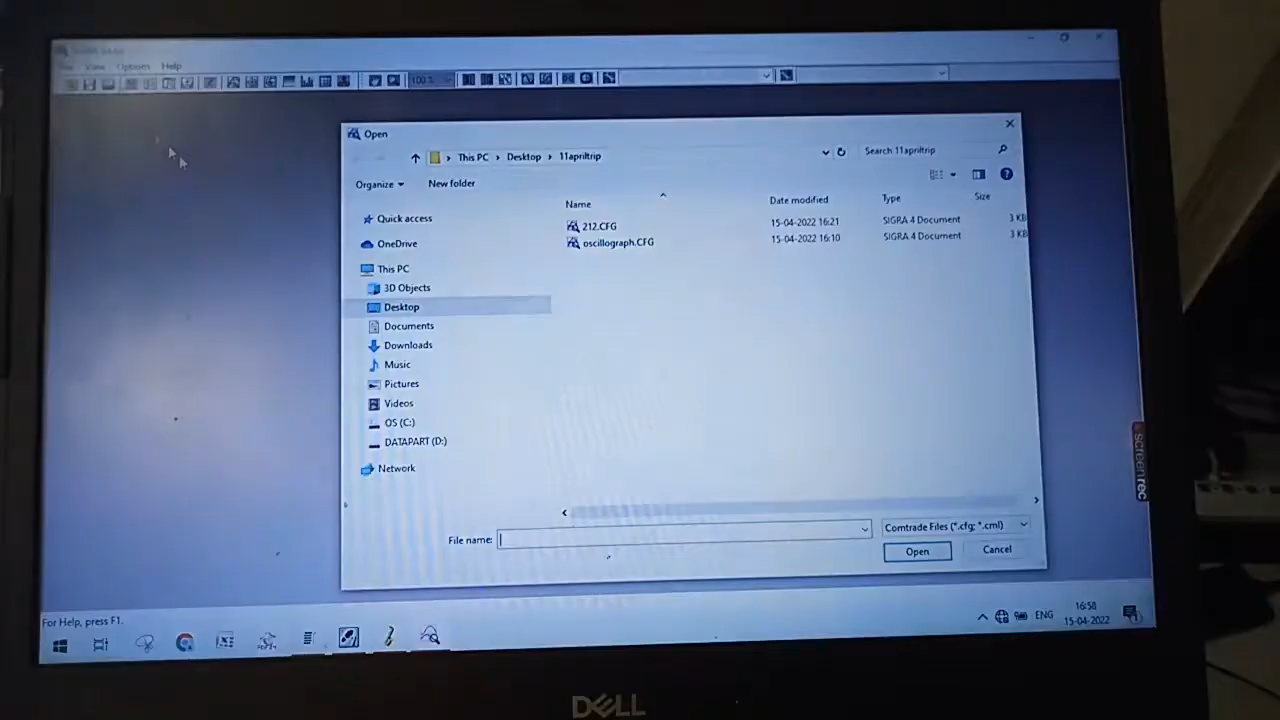 View Options Help
100 %
Open
This PC > Desktop > 11apriltrip
Search 11apriltrip
Organize
New folder
Name
Date modified
Type
Size
212.CFG
15-04-2022 16:21
SIGRA 4 Document
3 KB
oscillograph.CFG
15-04-2022 16:10
SIGRA 4 Document
3 KB
Quick access
OneDrive
This PC
3D Objects
Desktop
Documents
Downloads
Music
Pictures
Videos
OS (C:)
DATAPART (D:)
Network
File name:
Comtrade Files (*.cfg; *.cml)
Open
Cancel
screenrec
For Help, press F1.
ENG
16:58
15-04-2022
DELL